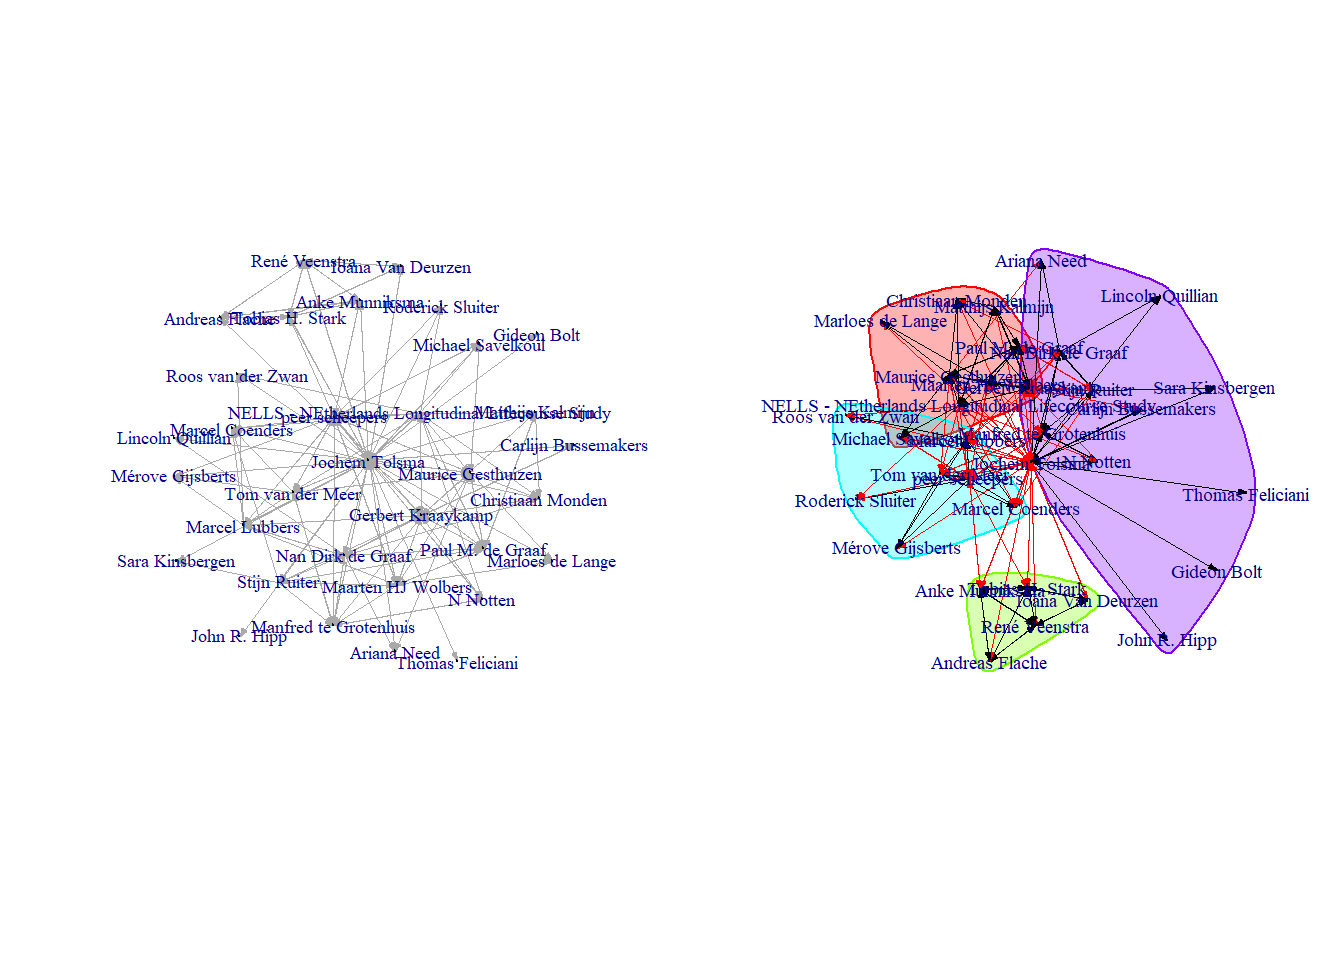 René Veenstra
Ioana Van Deurzen
Anke Munniksma
Roderick Sluiter
Andreas Flache
Tobias H. Stark
Gideon Bolt
Michael Savelkoul
Roos van der Zwan
NELLS - NEtherlands Longitudinal Lifecourse Study
Matthijs Kalmijn
peer scheepers
Marcel Coenders
Lincoln Quillian
Carlijn Bussemakers
Jochem Tolsma
Mérove Gijsberts
Maurice Gesthuizen
Tom van der Meer
Christiaan Monden
Marcel Lubbers
Gerbert Kraaykamp
Nan Dirk de Graaf
Paul M. de Graaf
Sara Kinsbergen
Marloes de Lange
Stijn Ruiter
Maarten HJ Wolbers
N Notten
Manfred te Grotenhuis
John R. Hipp
Ariana Need
Thomas Feliciani
Ariana Need
Lincoln Quillian
Christiaan Monden
Matthijs Kalmijn
Marloes de Lange
Paul M. de Graaf
Nan Dirk de Graaf
Maurice Gesthuizen
Maarten HJ Wolbers
Stijn Ruiter
Sara Kinsbergen
NELLS - NEtherlands Longitudinal Lifecourse Study
Carlijn Bussemakers
Roos van der Zwan
Michael Savelkoul
Marcel Lubbers
Manfred te Grotenhuis
Jochem Tolsma
N Notten
Tom van der Meer
peer scheepers
Roderick Sluiter
Marcel Coenders
Thomas Feliciani
Mérove Gijsberts
Gideon Bolt
Anke Munniksma
Tobias H. Stark
Ioana Van Deurzen
René Veenstra
John R. Hipp
Andreas Flache